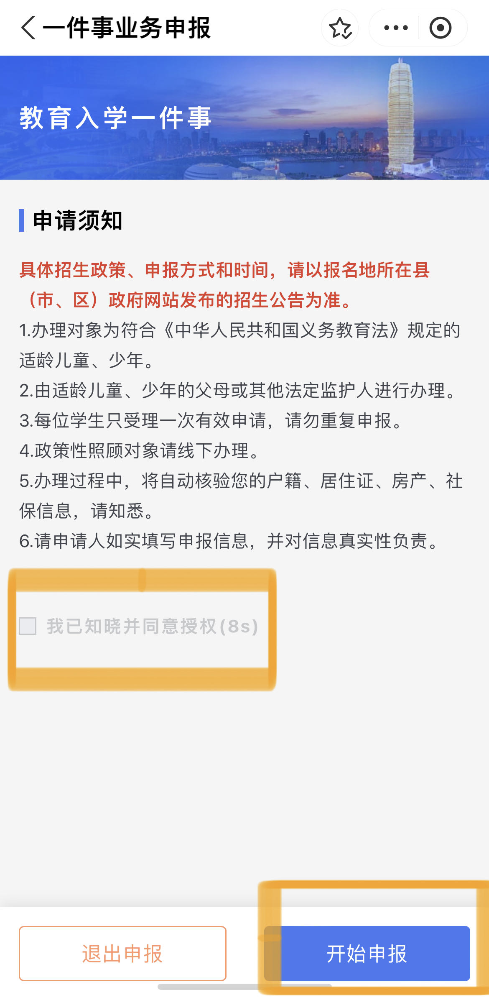 一件事业务申报
教育入学一件事
申请须知
具体招生政策、申报方式和时间，请以报名地所在县
（市、区）政府网站发布的招生公告为准。
1.办理对象为符合《中华人民共和国义务教育法》规定的
适龄儿童、少年。
2.由适龄儿童、少年的父母或其他法定监护人进行办理。
3.每位学生只受理一次有效申请，请勿重复申报。
4.政策性照顾对象请线下办理。
5.办理过程中，将自动核验您的户籍、居住证、房产、社
保信息，请知悉。
6.请申请人如实填写申报信息，并对信息真实性负责。
我已知晓并同意授权(8s)
退出申报
开始申报